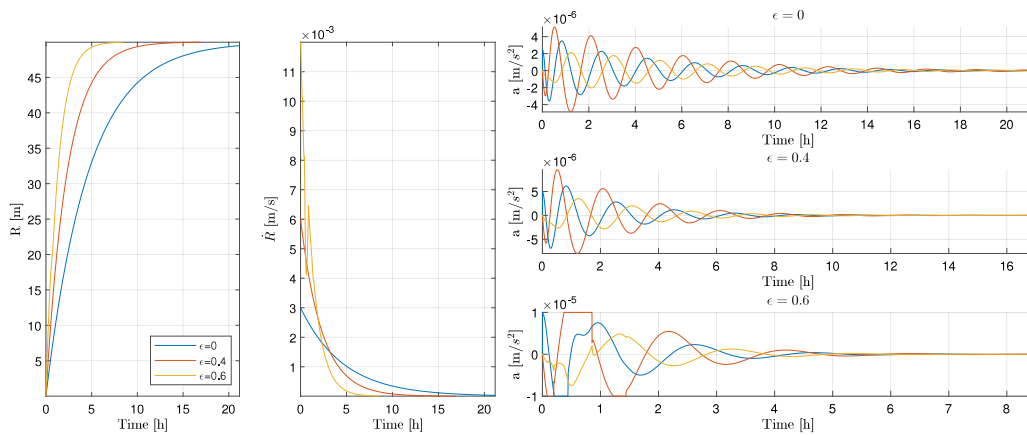 R [m]
50
45
40
35
30
25
20
15
10
5
0 5 10 15 20
Time [h]
ϵ=0
ϵ=0.4
ϵ=0.6
×10⁻³
Ṙ [m/s]
11
10
9
8
7
6
5
4
3
2
1
0 5 10 15 20
Time [h]
ϵ = 0
×10⁻⁶
a [m/s²]
4
2
0
-2
-4
0 2 4 6 8 10 12 14 16 18 20
Time [h]
ϵ = 0.4
×10⁻⁶
a [m/s²]
5
0
-5
0 2 4 6 8 10 12 14 16
Time [h]
ϵ = 0.6
×10⁻⁵
a [m/s²]
1
0
-1
0 1 2 3 4 5 6 7 8
Time [h]